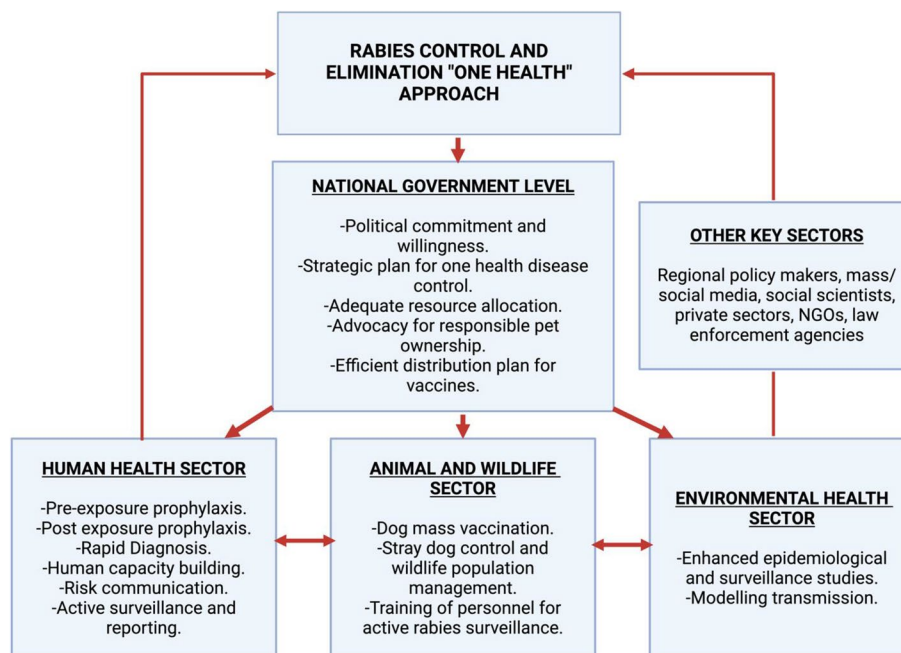 RABIES CONTROL AND
ELIMINATION "ONE HEALTH"
APPROACH
NATIONAL GOVERNMENT LEVEL
-Political commitment and
willingness.
-Strategic plan for one health disease
control.
-Adequate resource allocation.
-Advocacy for responsible pet
ownership.
-Efficient distribution plan for
vaccines.
OTHER KEY SECTORS
Regional policy makers, mass/
social media, social scientists,
private sectors, NGOs, law
enforcement agencies
HUMAN HEALTH SECTOR
-Pre-exposure prophylaxis.
-Post exposure prophylaxis.
-Rapid Diagnosis.
-Human capacity building.
-Risk communication.
-Active surveillance and
reporting.
ANIMAL AND WILDLIFE
SECTOR
-Dog mass vaccination.
-Stray dog control and
wildlife population
management.
-Training of personnel for
active rabies surveillance.
ENVIRONMENTAL HEALTH
SECTOR
-Enhanced epidemiological
and surveillance studies.
-Modelling transmission.